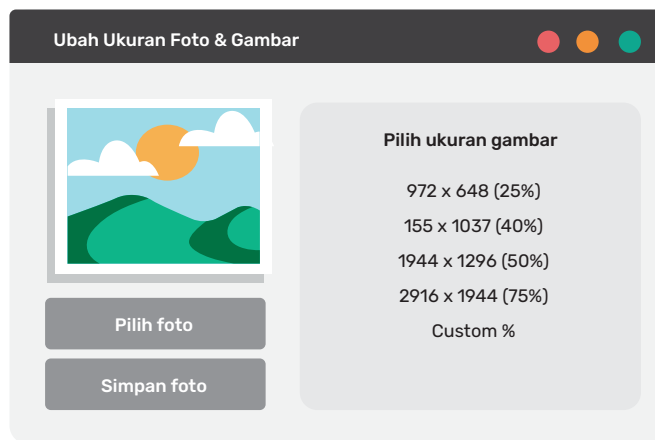 Ubah Ukuran Foto & Gambar
Pilih ukuran gambar
972 x 648 (25%)
155 x 1037 (40%)
1944 x 1296 (50%)
2916 x 1944 (75%)
Custom %
Pilih foto
Simpan foto